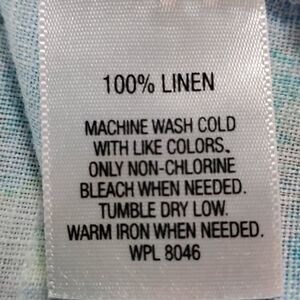 100% LINEN
MACHINE WASH COLD
WITH LIKE COLORS.
ONLY NON-CHLORINE
BLEACH WHEN NEEDED.
TUMBLE DRY LOW.
WARM IRON WHEN NEEDED.
WPL 8046